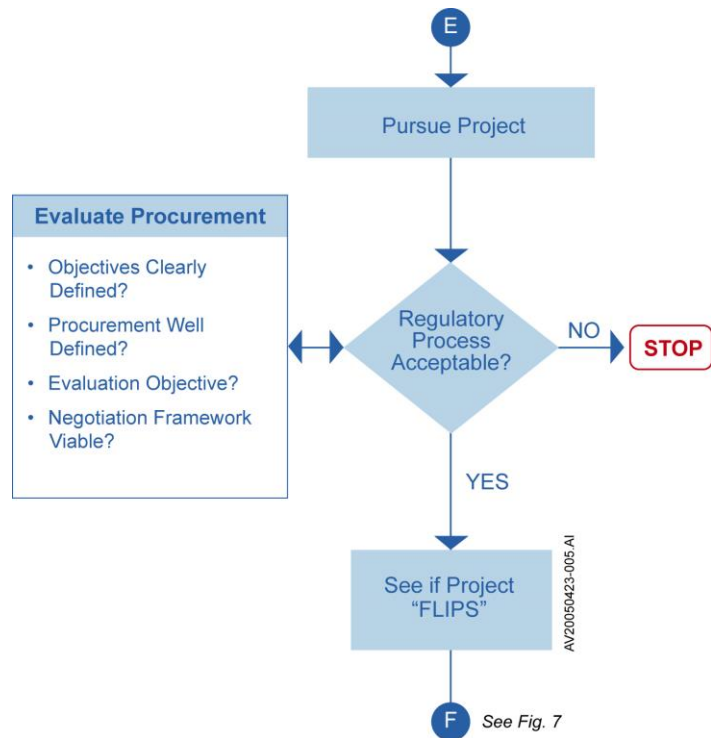 E
Pursue Project
Evaluate Procurement
• Objectives Clearly
Defined?
• Procurement Well
Defined?
• Evaluation Objective?
• Negotiation Framework
Viable?
Regulatory
Process
Acceptable?
NO
STOP
YES
See if Project
“FLIPS”
AV20050423-005.AI
F
See Fig. 7